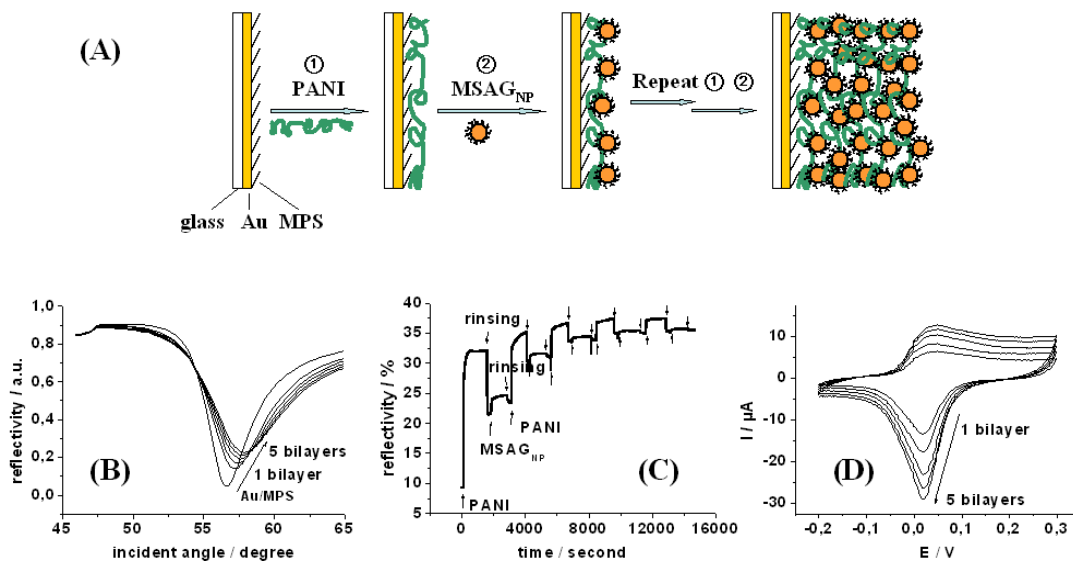 (A)
①
PANI
②
MSAG_NP
Repeat ① ②
glass Au MPS
1,0
0,8
0,6
0,4
0,2
0,0
reflectivity / a.u.
(B)
5 bilayers
1 bilayer
Au/MPS
45 50 55 60 65
incident angle / degree
40
35
30
25
20
15
10
5
reflectivity / %
rinsing
rinsing
PANI
MSAG_NP
(C)
PANI
0 4000 8000 12000 16000
time / second
10
0
-10
-20
-30
I / µA
1 bilayer
(D)
5 bilayers
-0,2 -0,1 0,0 0,1 0,2 0,3
E / V